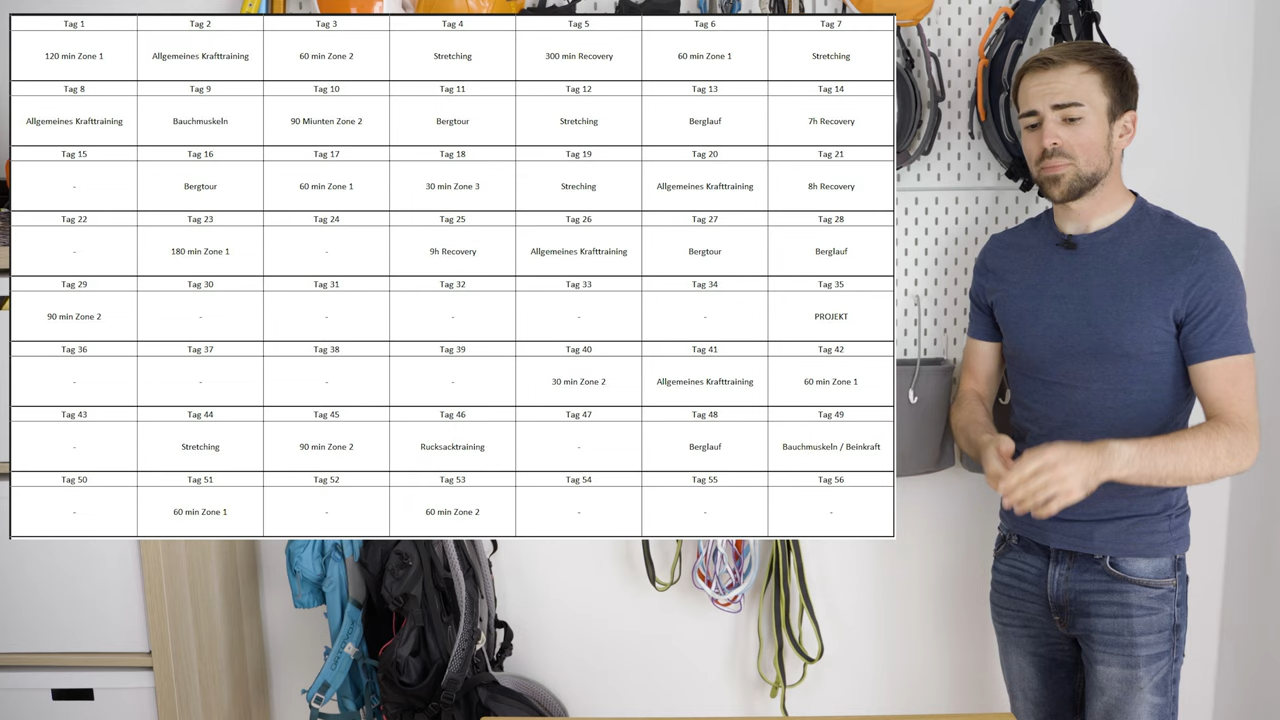 Tag 1 Tag 2 Tag 3 Tag 4 Tag 5 Tag 6 Tag 7
120 min Zone 1 Allgemeines Krafttraining 60 min Zone 2 Stretching 300 min Recovery 60 min Zone 1 Stretching
Tag 8 Tag 9 Tag 10 Tag 11 Tag 12 Tag 13 Tag 14
Allgemeines Krafttraining Bauchmuskeln 90 Miunten Zone 2 Bergtour Stretching Berglauf 7h Recovery
Tag 15 Tag 16 Tag 17 Tag 18 Tag 19 Tag 20 Tag 21
- Bergtour 60 min Zone 1 30 min Zone 3 Streching Allgemeines Krafttraining 8h Recovery
Tag 22 Tag 23 Tag 24 Tag 25 Tag 26 Tag 27 Tag 28
- 180 min Zone 1 - 9h Recovery Allgemeines Krafttraining Bergtour Berglauf
Tag 29 Tag 30 Tag 31 Tag 32 Tag 33 Tag 34 Tag 35
90 min Zone 2 - - - - - PROJEKT
Tag 36 Tag 37 Tag 38 Tag 39 Tag 40 Tag 41 Tag 42
- - - - 30 min Zone 2 Allgemeines Krafttraining 60 min Zone 1
Tag 43 Tag 44 Tag 45 Tag 46 Tag 47 Tag 48 Tag 49
- Stretching 90 min Zone 2 Rucksacktraining - Berglauf Bauchmuskeln / Beinkraft
Tag 50 Tag 51 Tag 52 Tag 53 Tag 54 Tag 55 Tag 56
- 60 min Zone 1 - 60 min Zone 2 - - -